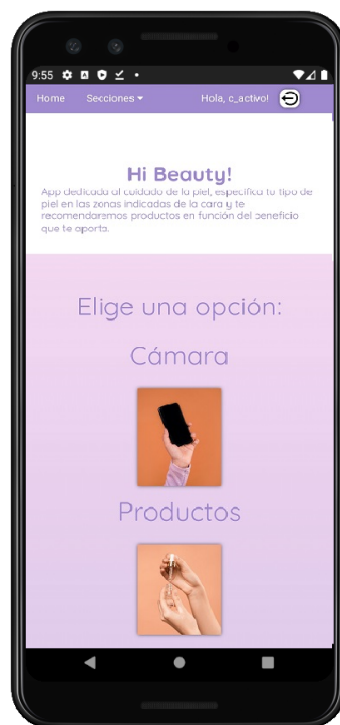 9:55
Home Secciones Hola, c_activo!
Hi Beauty!
App dedicada al cuidado de la piel, especifica tu tipo de
piel en las zonas indicadas de la cara y te
recomendaremos productos en función del beneficio
que te aporta.
Elige una opción:
Cámara
Productos